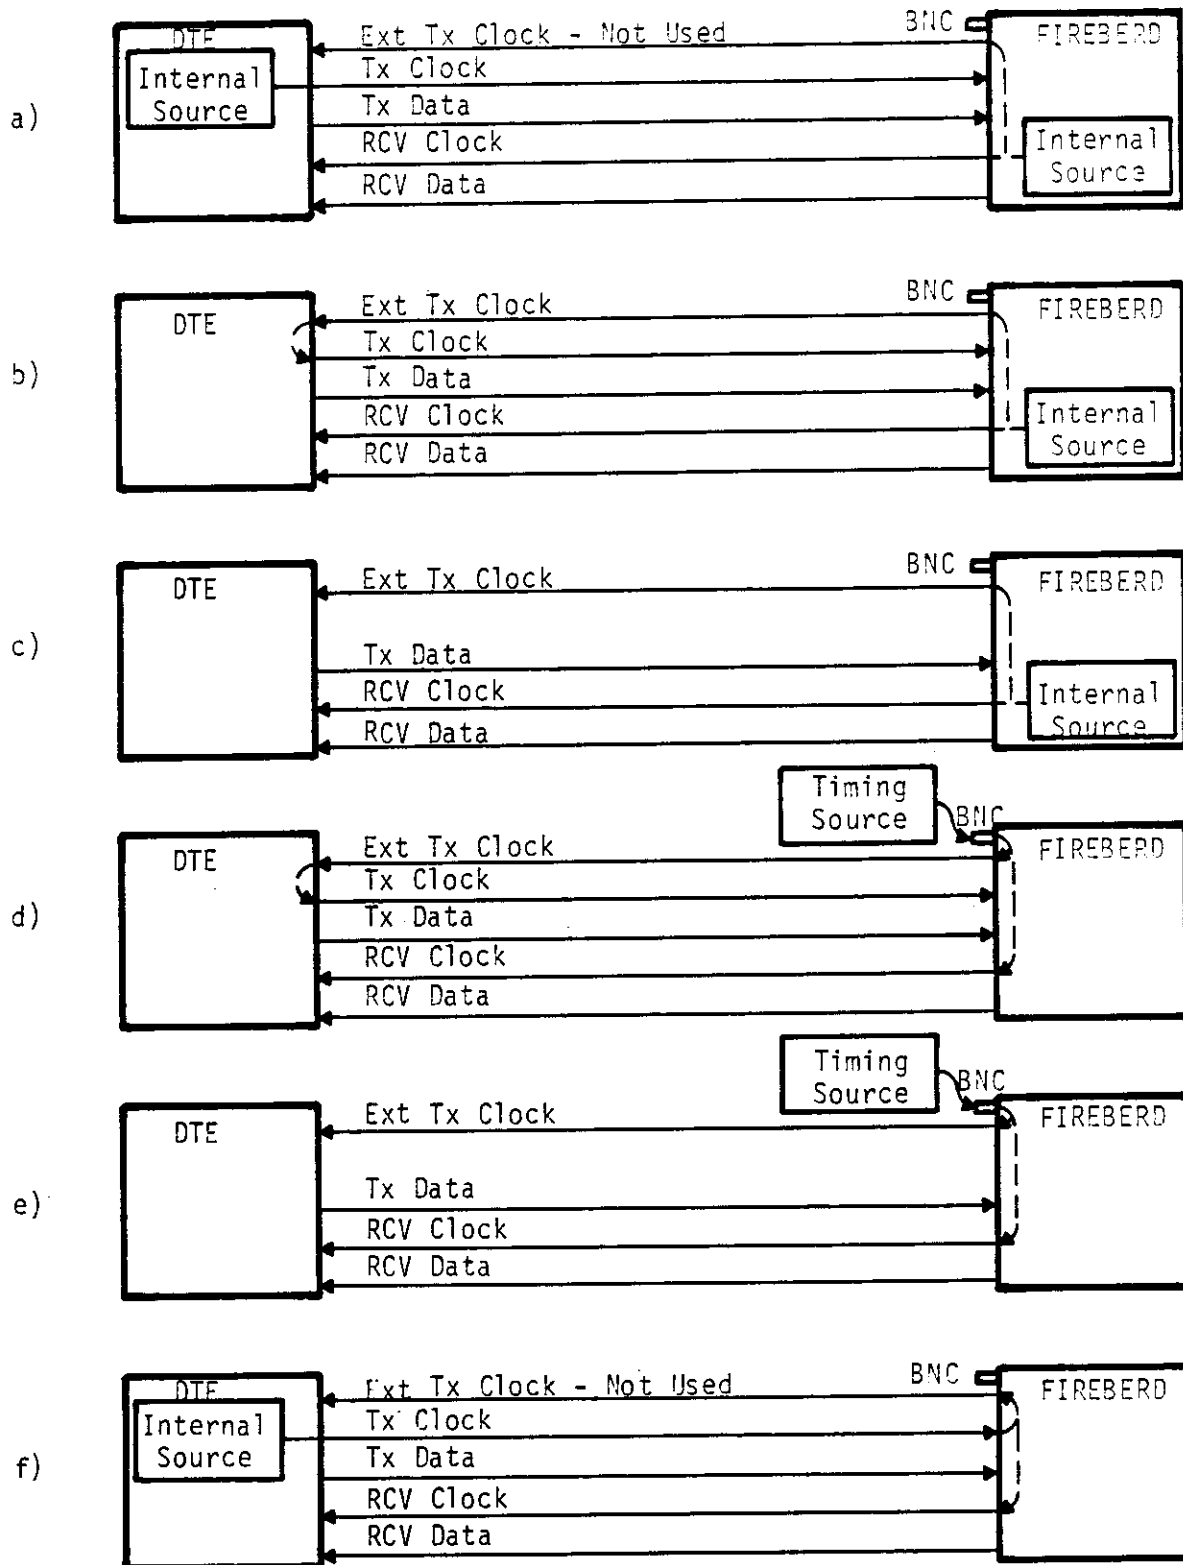 a)
DTE
Internal
Source
Ext Tx Clock - Not Used
Tx Clock
Tx Data
RCV Clock
RCV Data
BNC
FIREBERD
Internal
Source
b)
DTE
Ext Tx Clock
Tx Clock
Tx Data
RCV Clock
RCV Data
BNC
FIREBERD
Internal
Source
c)
DTE
Ext Tx Clock
Tx Data
RCV Clock
RCV Data
BNC
FIREBERD
Internal
Source
d)
DTE
Ext Tx Clock
Tx Clock
Tx Data
RCV Clock
RCV Data
Timing
Source
BNC
FIREBERD
e)
DTE
Ext Tx Clock
Tx Data
RCV Clock
RCV Data
Timing
Source
BNC
FIREBERD
f)
DTE
Internal
Source
Ext Tx Clock - Not Used
Tx Clock
Tx Data
RCV Clock
RCV Data
BNC
FIREBERD